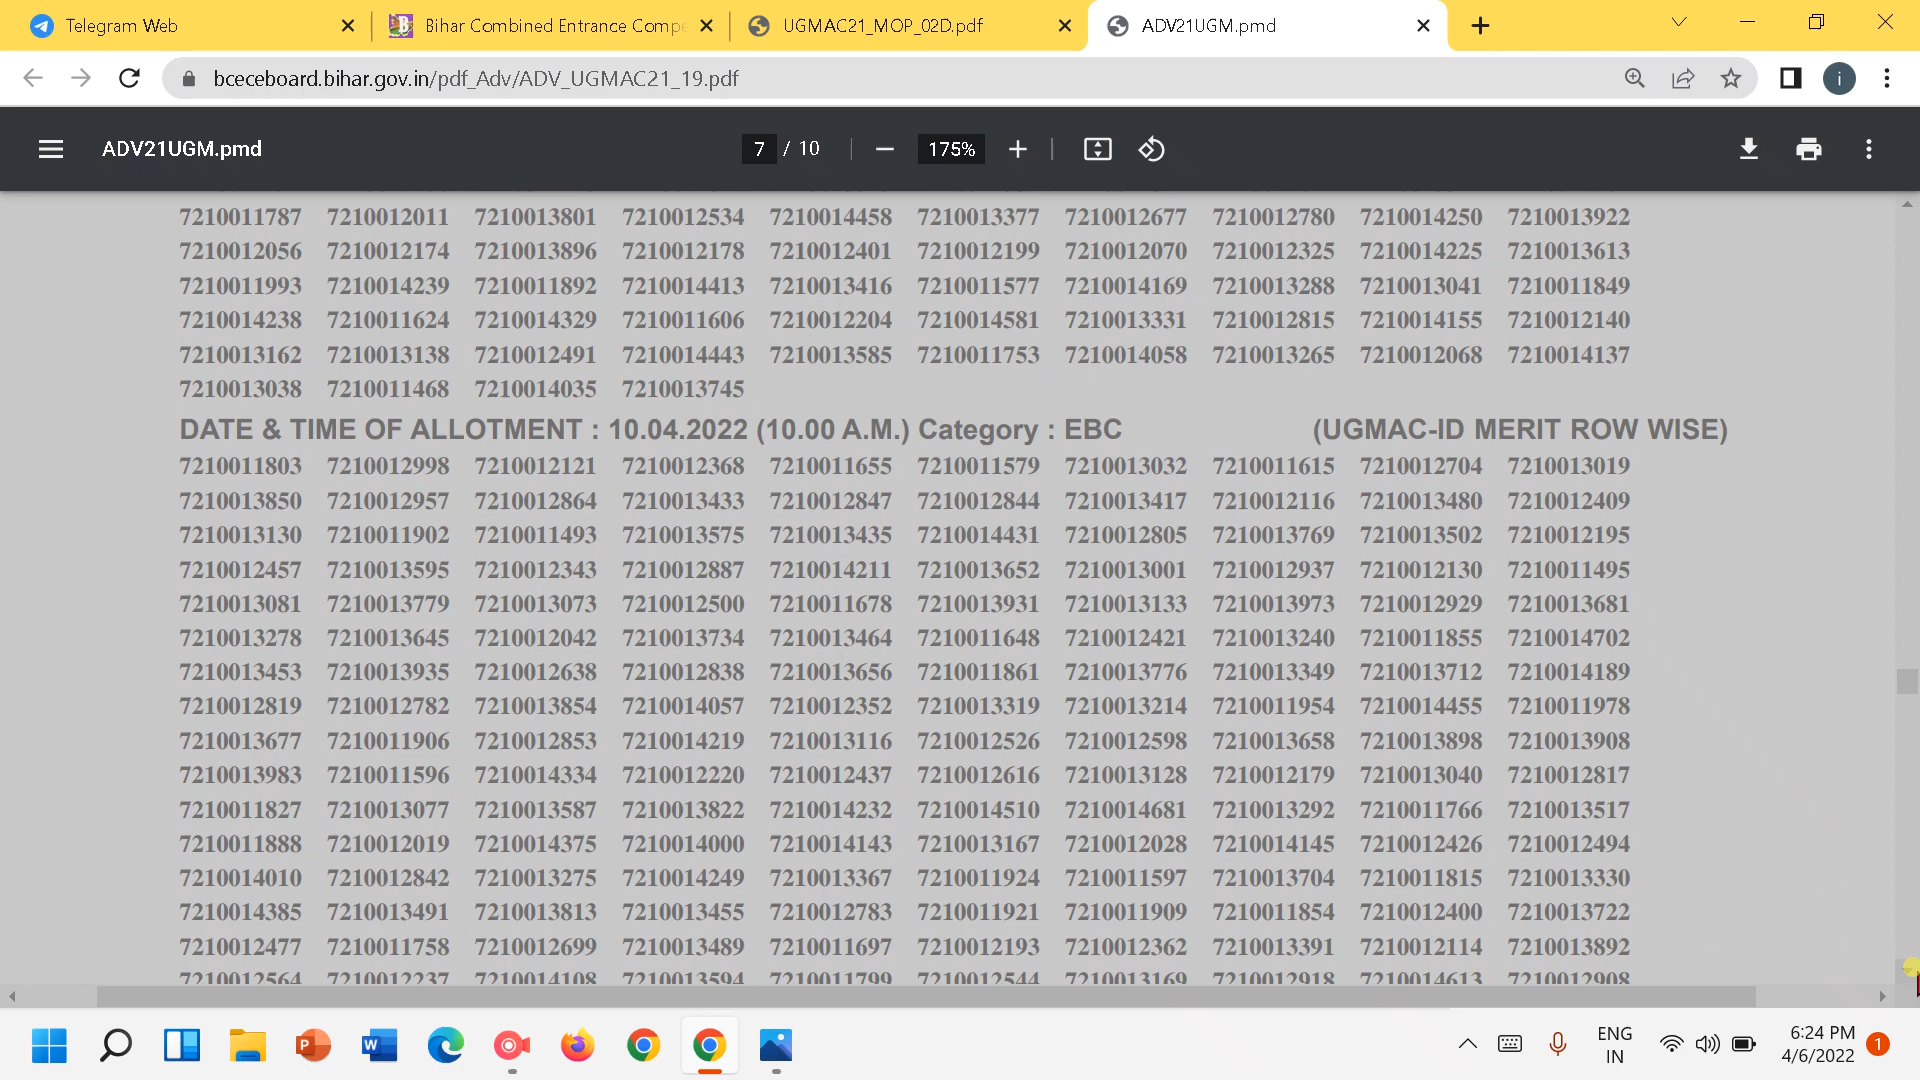 Telegram Web
Bihar Combined Entrance Compe
UGMAC21_MOP_02D.pdf
ADV21UGM.pmd
bceceboard.bihar.gov.in/pdf_Adv/ADV_UGMAC21_19.pdf
i
ADV21UGM.pmd
7 / 10
175%
7210011787 7210012011 7210013801 7210012534 7210014458 7210013377 7210012677 7210012780 7210014250 7210013922
7210012056 7210012174 7210013896 7210012178 7210012401 7210012199 7210012070 7210012325 7210014225 7210013613
7210011993 7210014239 7210011892 7210014413 7210013416 7210011577 7210014169 7210013288 7210013041 7210011849
7210014238 7210011624 7210014329 7210011606 7210012204 7210014581 7210013331 7210012815 7210014155 7210012140
7210013162 7210013138 7210012491 7210014443 7210013585 7210011753 7210014058 7210013265 7210012068 7210014137
7210013038 7210011468 7210014035 7210013745
DATE & TIME OF ALLOTMENT : 10.04.2022 (10.00 A.M.) Category : EBC (UGMAC-ID MERIT ROW WISE)
7210011803 7210012998 7210012121 7210012368 7210011655 7210011579 7210013032 7210011615 7210012704 7210013019
7210013850 7210012957 7210012864 7210013433 7210012847 7210012844 7210013417 7210012116 7210013480 7210012409
7210013130 7210011902 7210011493 7210013575 7210013435 7210014431 7210012805 7210013769 7210013502 7210012195
7210012457 7210013595 7210012343 7210012887 7210014211 7210013652 7210013001 7210012937 7210012130 7210011495
7210013081 7210013779 7210013073 7210012500 7210011678 7210013931 7210013133 7210013973 7210012929 7210013681
7210013278 7210013645 7210012042 7210013734 7210013464 7210011648 7210012421 7210013240 7210011855 7210014702
7210013453 7210013935 7210012638 7210012838 7210013656 7210011861 7210013776 7210013349 7210013712 7210014189
7210012819 7210012782 7210013854 7210014057 7210012352 7210013319 7210013214 7210011954 7210014455 7210011978
7210013677 7210011906 7210012853 7210014219 7210013116 7210012526 7210012598 7210013658 7210013898 7210013908
7210013983 7210011596 7210014334 7210012220 7210012437 7210012616 7210013128 7210012179 7210013040 7210012817
7210011827 7210013077 7210013587 7210013822 7210014232 7210014510 7210014681 7210013292 7210011766 7210013517
7210011888 7210012019 7210014375 7210014000 7210014143 7210013167 7210012028 7210014145 7210012426 7210012494
7210014010 7210012842 7210013275 7210014249 7210013367 7210011924 7210011597 7210013704 7210011815 7210013330
7210014385 7210013491 7210013813 7210013455 7210012783 7210011921 7210011909 7210011854 7210012400 7210013722
7210012477 7210011758 7210012699 7210013489 7210011697 7210012193 7210012362 7210013391 7210012114 7210013892
7210012564 7210012237 7210014108 7210013594 7210011799 7210012544 7210013169 7210012918 7210014613 7210012908
ENG
IN
6:24 PM
4/6/2022
1